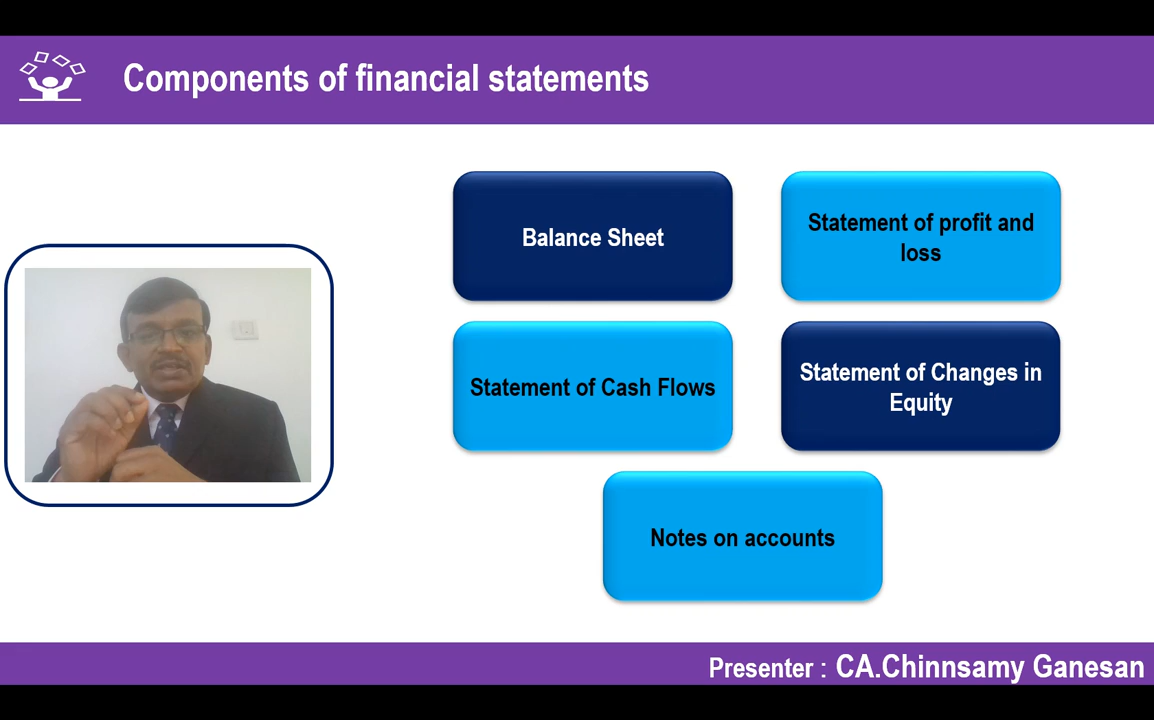 Components of financial statements
Balance Sheet
Statement of profit and
loss
Statement of Cash Flows
Statement of Changes in
Equity
Notes on accounts
Presenter : CA.Chinnsamy Ganesan